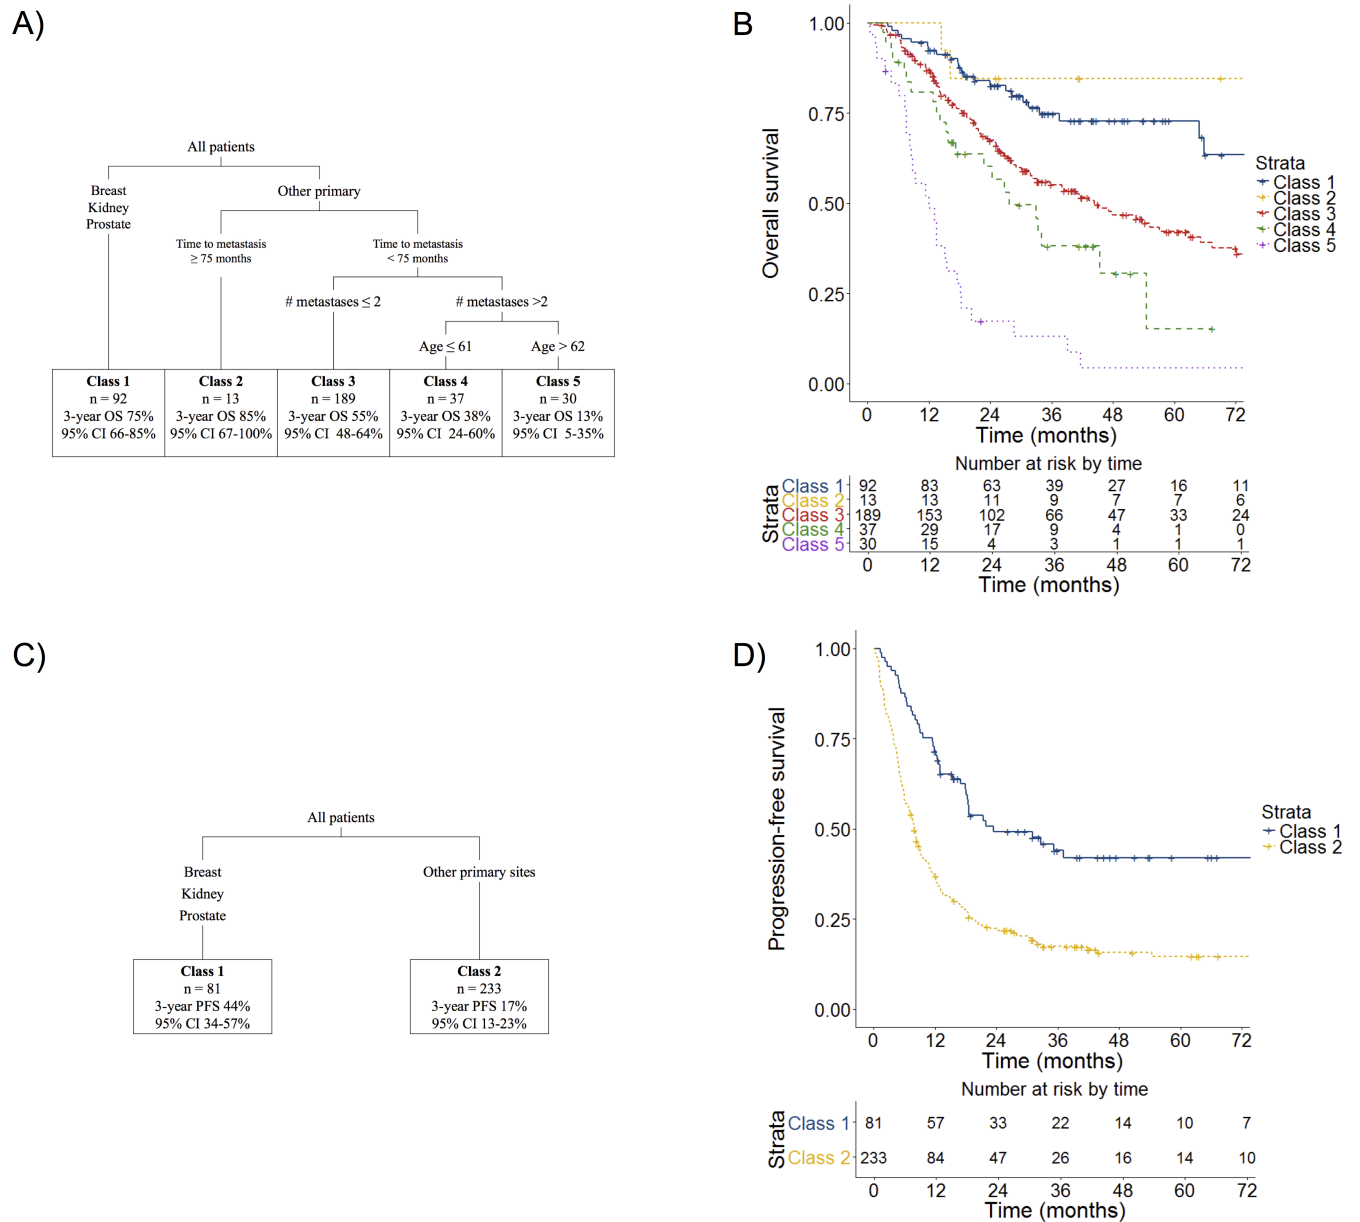 A)
All patients
Breast
Kidney
Prostate
Other primary
Time to metastasis
≥ 75 months
Time to metastasis
< 75 months
# metastases ≤ 2
# metastases >2
Age ≤ 61
Age > 62
Class 1
n = 92
3-year OS 75%
95% CI 66-85%
Class 2
n = 13
3-year OS 85%
95% CI 67-100%
Class 3
n = 189
3-year OS 55%
95% CI 48-64%
Class 4
n = 37
3-year OS 38%
95% CI 24-60%
Class 5
n = 30
3-year OS 13%
95% CI 5-35%
B)
Overall survival
1.00
0.75
0.50
0.25
0.00
0 12 24 36 48 60 72
Time (months)
Strata
Class 1
Class 2
Class 3
Class 4
Class 5
Number at risk by time
Strata
Class 1 92 83 63 39 27 16 11
Class 2 13 13 11 9 7 7 6
Class 3 189 153 102 66 47 33 24
Class 4 37 29 17 9 4 1 0
Class 5 30 15 4 3 1 1 1
0 12 24 36 48 60 72
Time (months)
C)
All patients
Breast
Kidney
Prostate
Other primary sites
Class 1
n = 81
3-year PFS 44%
95% CI 34-57%
Class 2
n = 233
3-year PFS 17%
95% CI 13-23%
D)
Progression-free survival
1.00
0.75
0.50
0.25
0.00
0 12 24 36 48 60 72
Time (months)
Strata
Class 1
Class 2
Number at risk by time
Strata
Class 1 81 57 33 22 14 10 7
Class 2 233 84 47 26 16 14 10
0 12 24 36 48 60 72
Time (months)